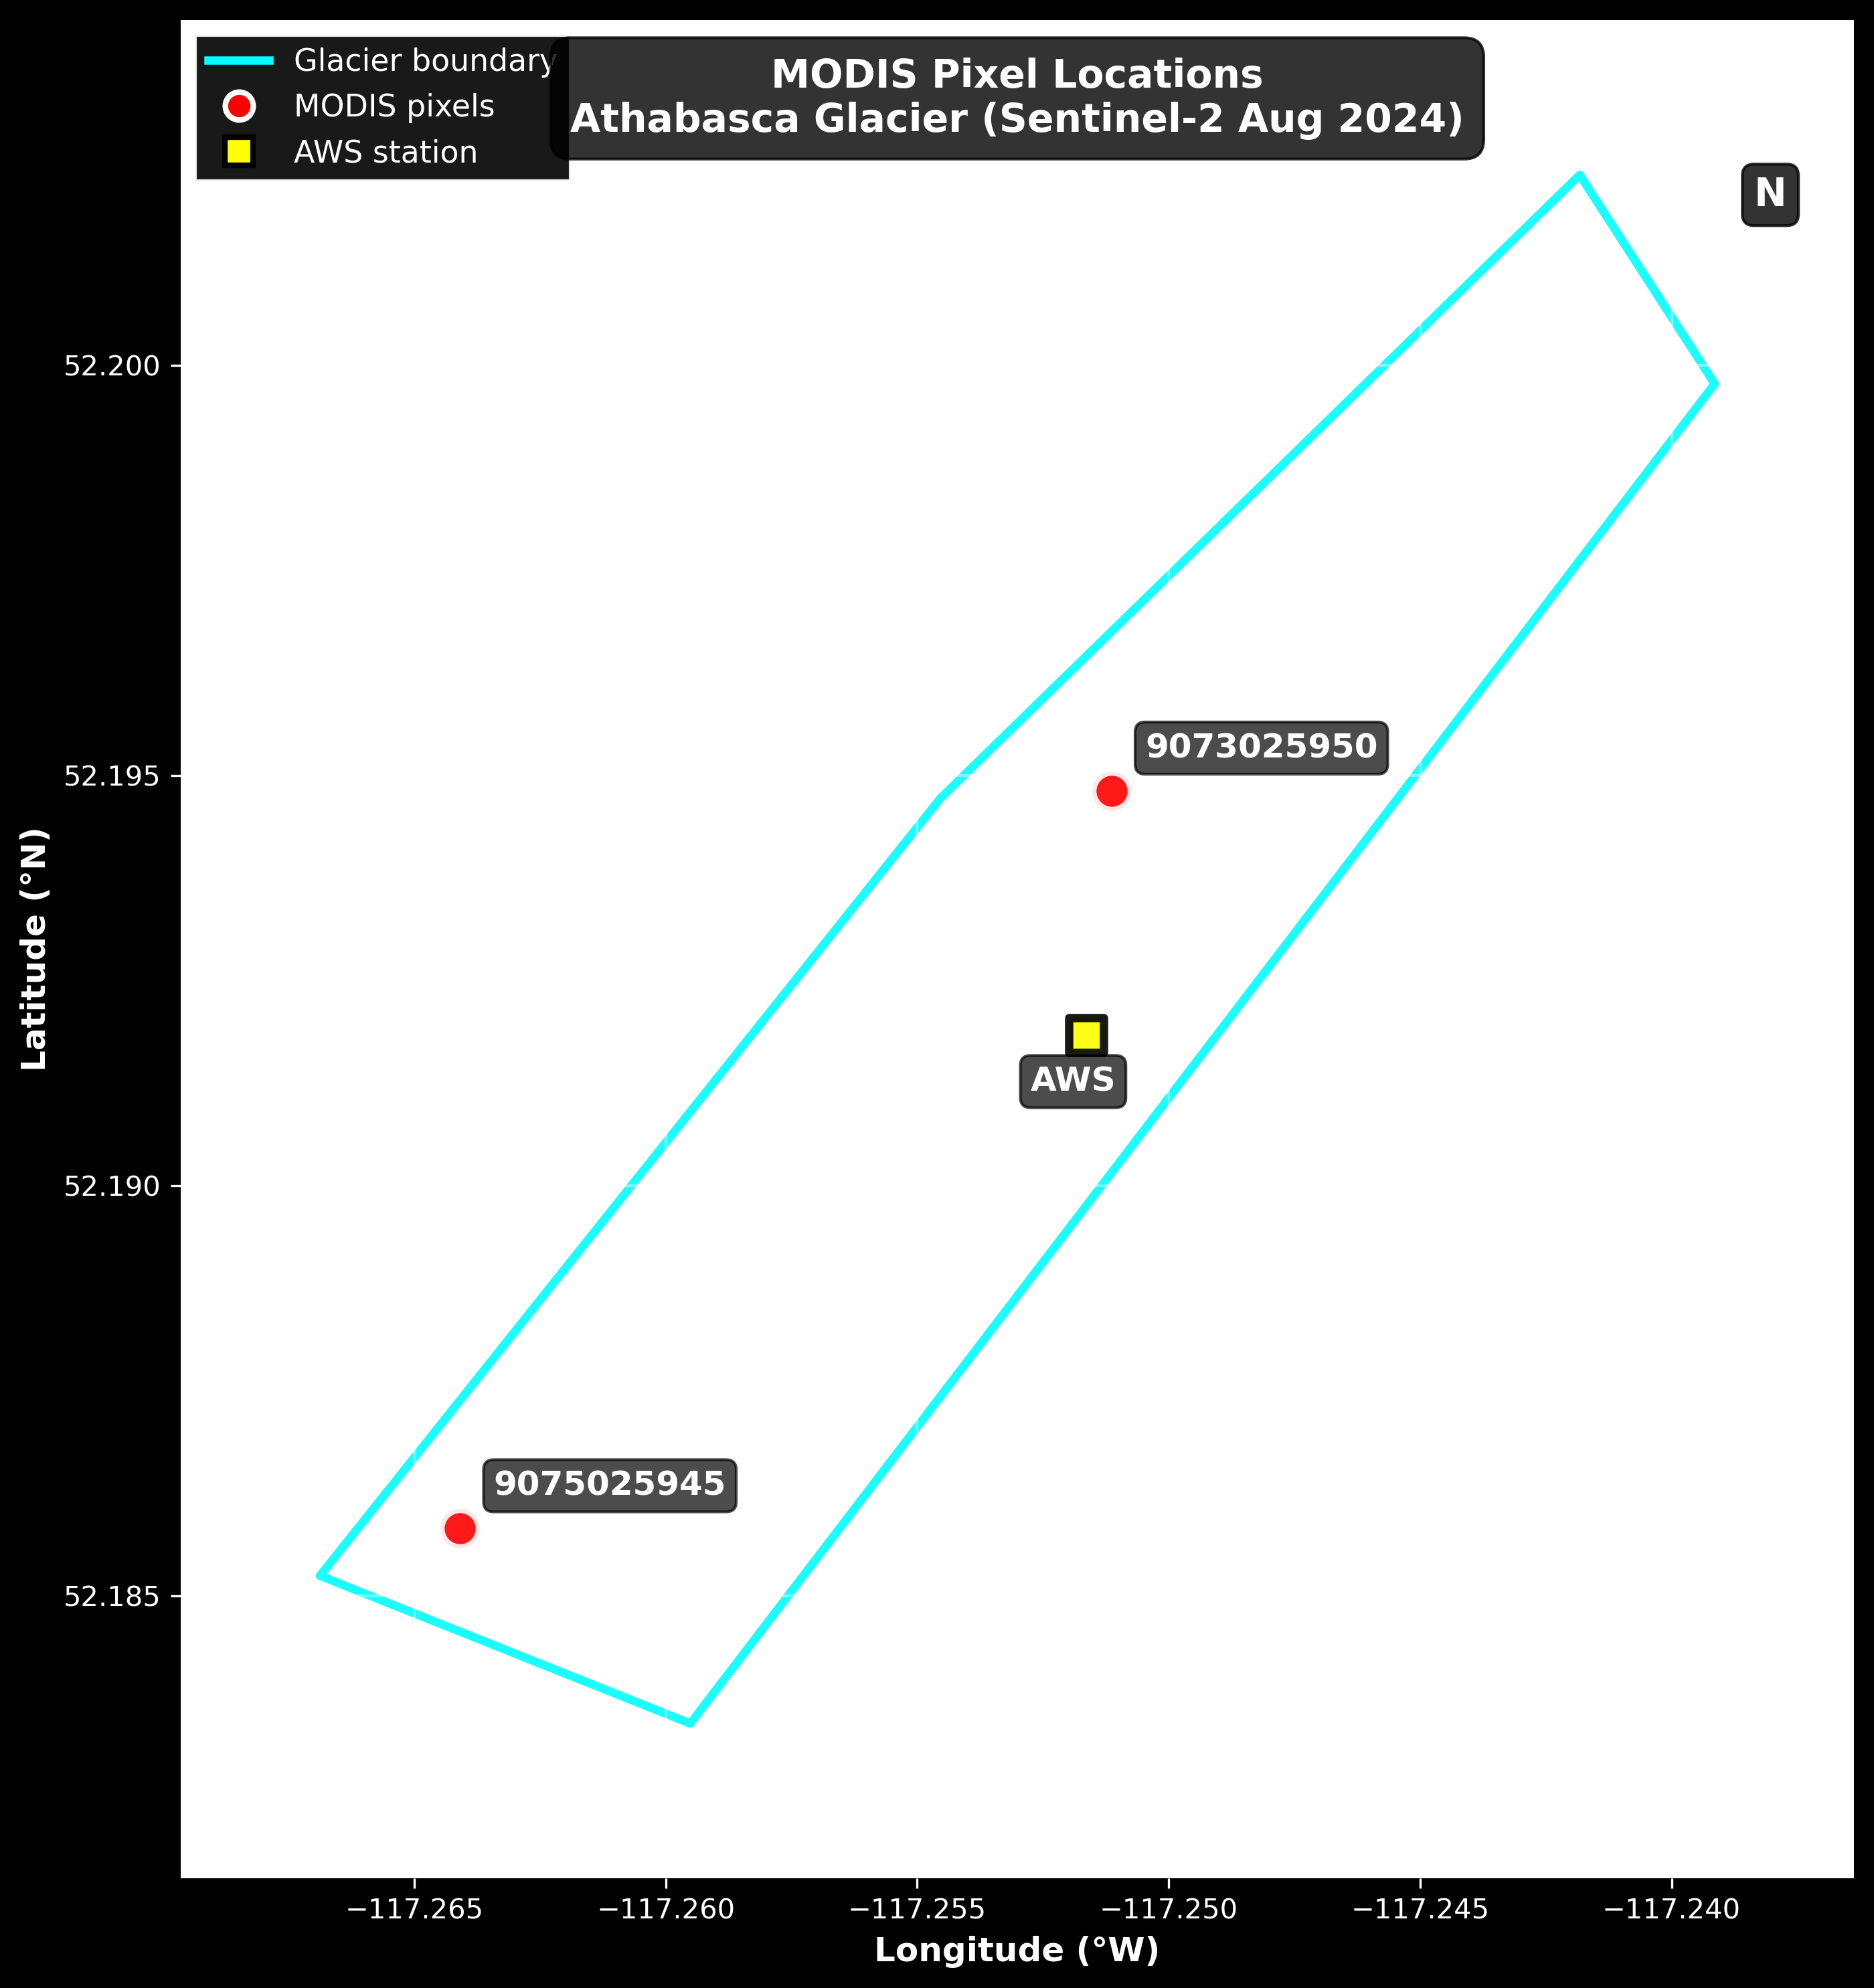 Glacier boundary
MODIS pixels
AWS station
MODIS Pixel Locations
Athabasca Glacier (Sentinel-2 Aug 2024)
N
52.200
52.195
52.190
52.185
Latitude (°N)
9073025950
AWS
9075025945
−117.265
−117.260
−117.255
−117.250
−117.245
−117.240
Longitude (°W)